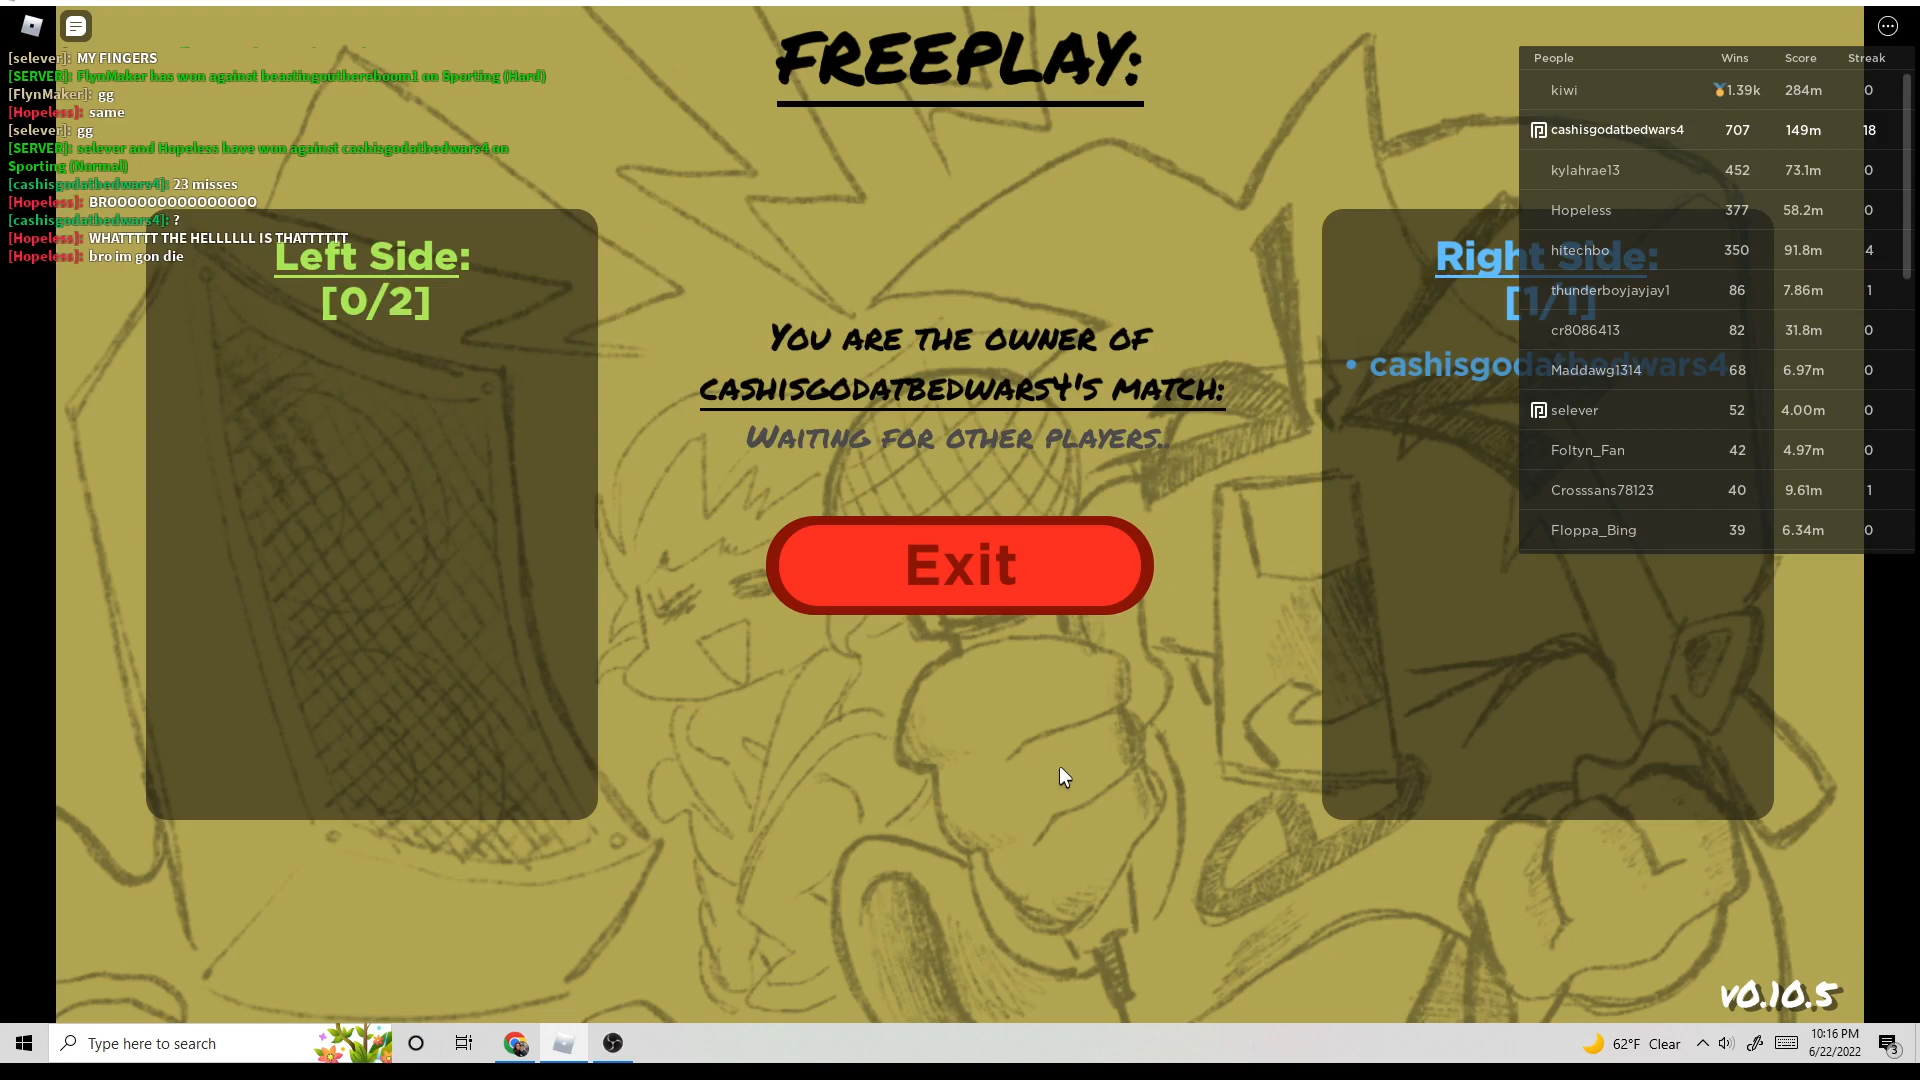 [selever]: MY FINGERS
[SERVER]: FlynMaker has won against beastingouthereboom1 on Sporting (Hard)
[FlynMaker]: gg
[Hopeless]: same
[selever]: gg
[SERVER]: selever and Hopeless have won against cashisgodatbedwars4 on
Sporting (Normal)
[cashisgodatbedwars4]: 23 misses
[Hopeless]: BROOOOOOOOOOOOOOO
[cashisgodatbedwars4]: ?
[Hopeless]: WHATTTTT THE HELLLLLL IS THATTTTTT
[Hopeless]: bro im gon die
FREEPLAY:
Left Side:
[0/2]
YOU ARE THE OWNER OF
CASHISGODATBEDWARS4'S MATCH:
WAITING FOR OTHER PLAYERS..
Exit
Right Side:
[1/1]
• cashisgodatbedwars4
People Wins Score Streak
kiwi 🏅1.39k 284m 0
cashisgodatbedwars4 707 149m 18
kylahrae13 452 73.1m 0
Hopeless 377 58.2m 0
hitechbo 350 91.8m 4
thunderboyjayjay1 86 7.86m 1
cr8086413 82 31.8m 0
Maddawg1314 68 6.97m 0
selever 52 4.00m 0
Foltyn_Fan 42 4.97m 0
Crosssans78123 40 9.61m 1
Floppa_Bing 39 6.34m 0
v0.10.5
Type here to search
62°F Clear
10:16 PM
6/22/2022
3